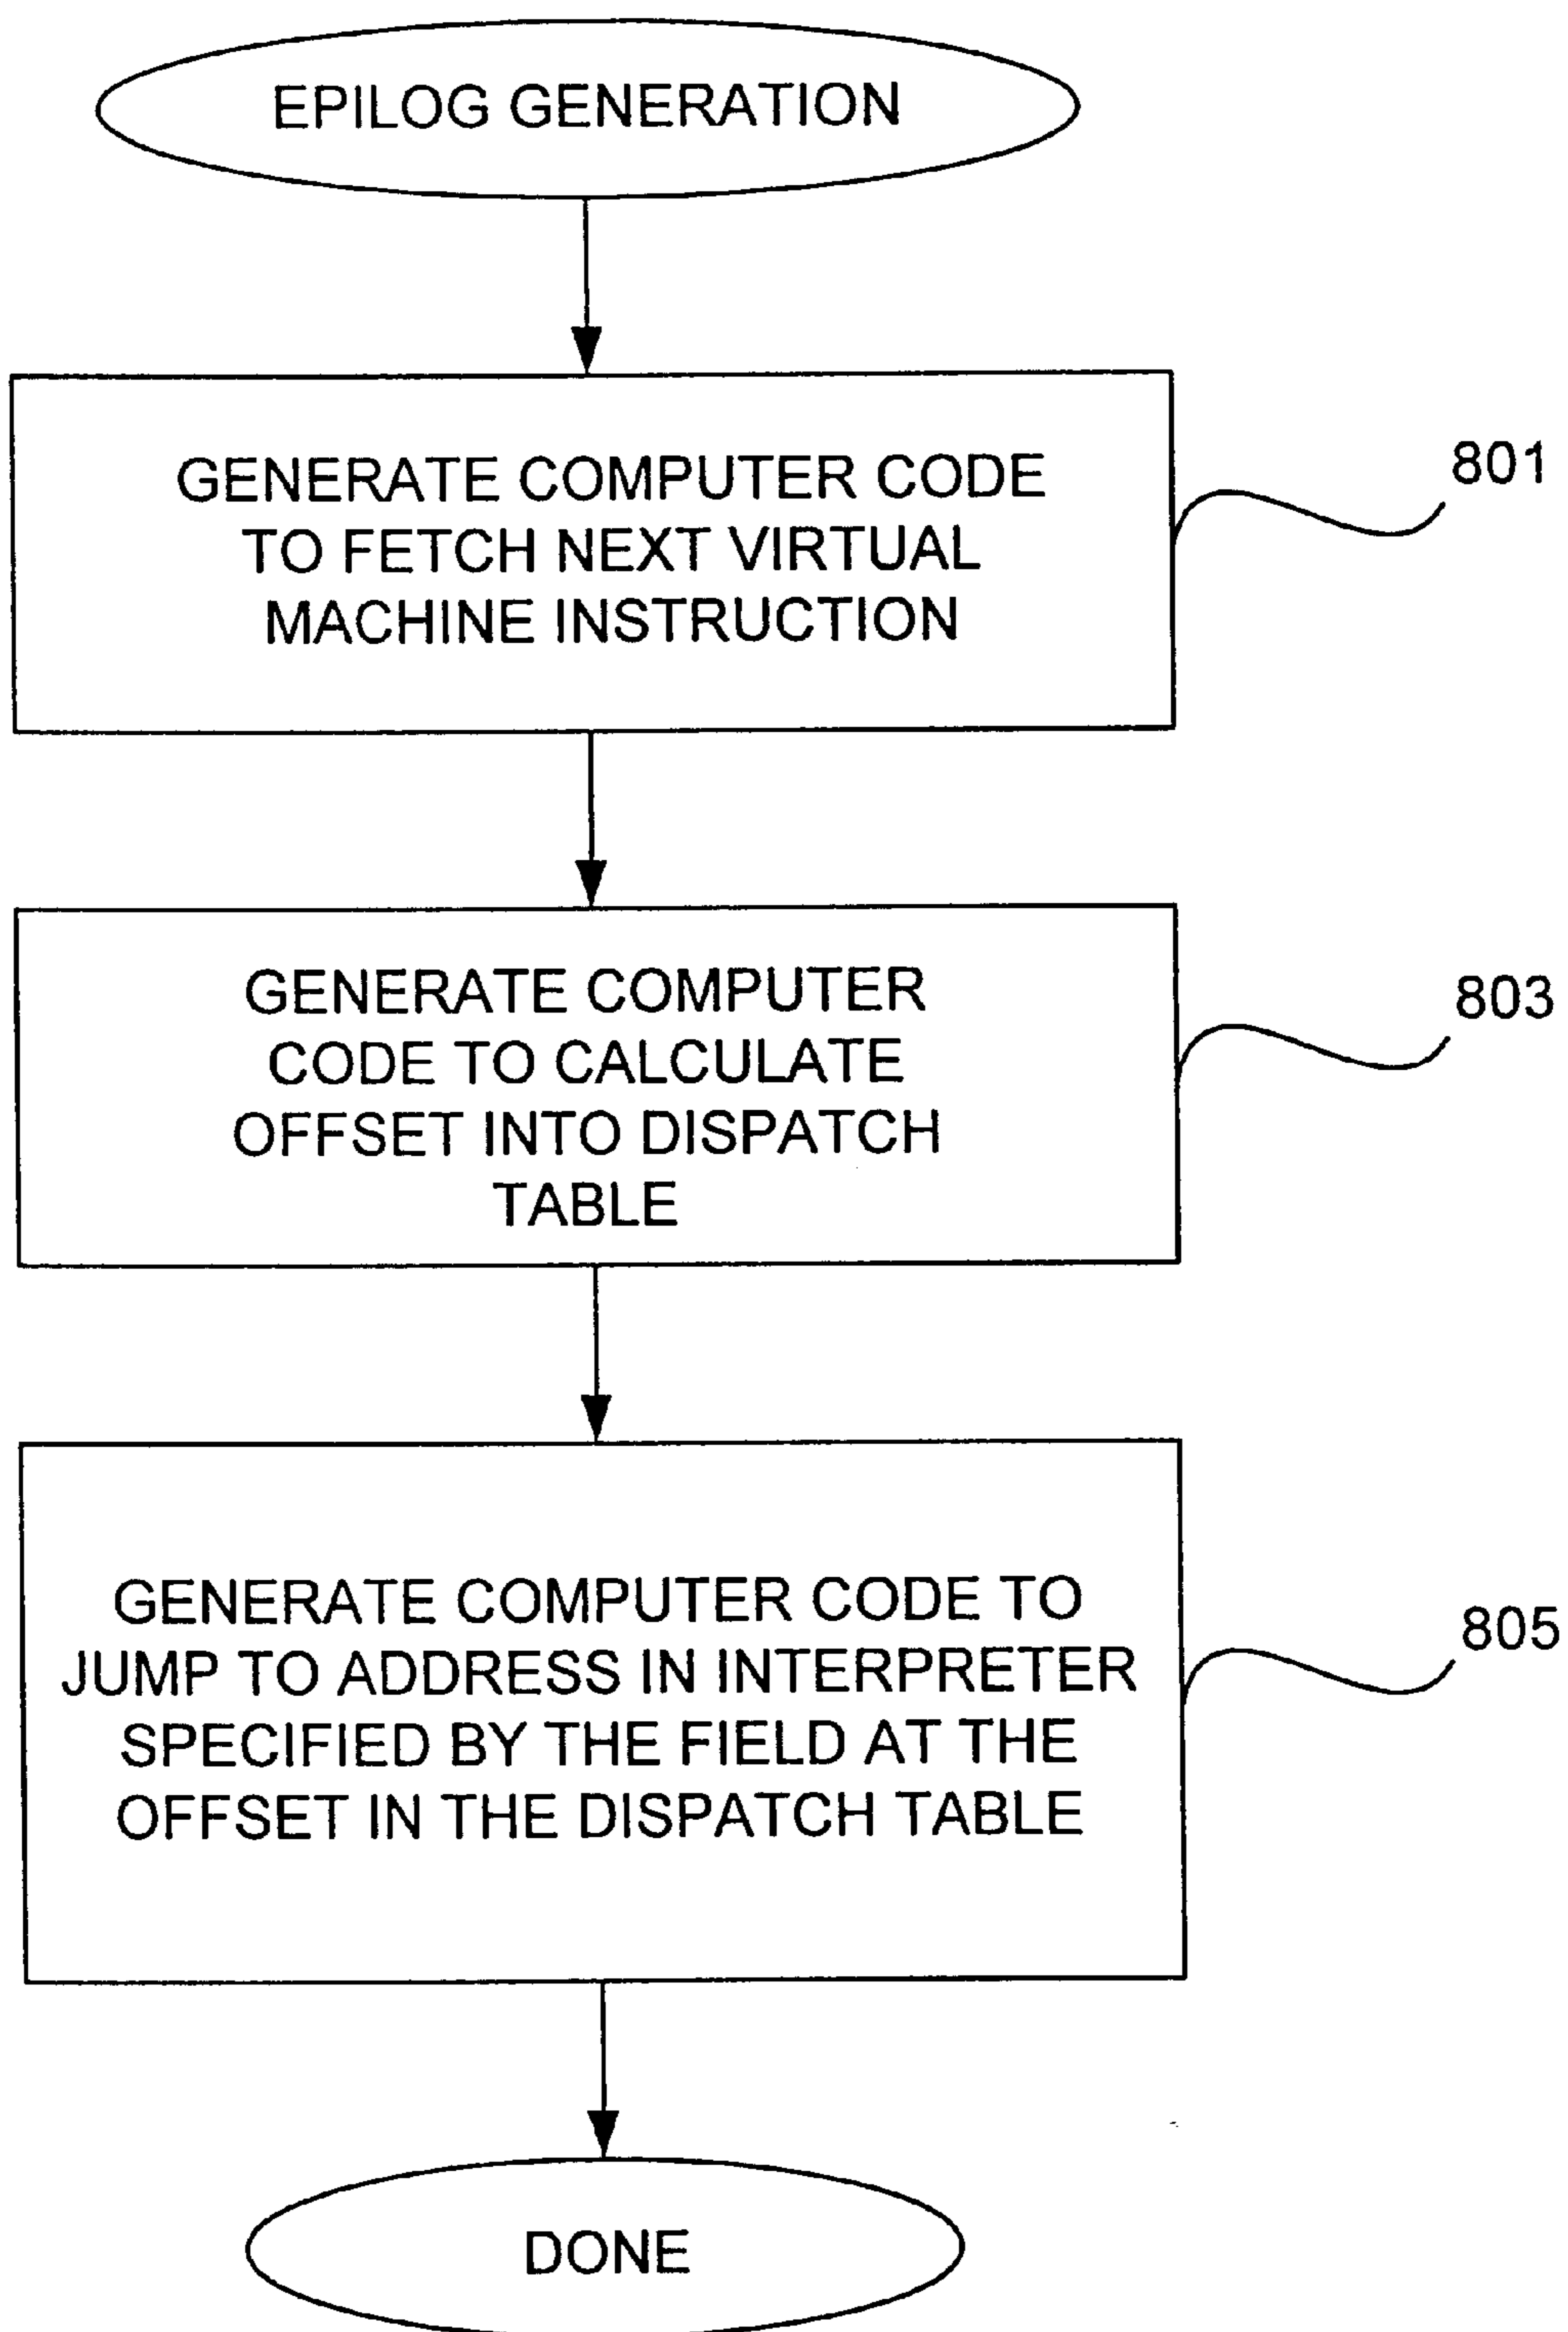 EPILOG GENERATION
GENERATE COMPUTER CODE
TO FETCH NEXT VIRTUAL
MACHINE INSTRUCTION
801
GENERATE COMPUTER
CODE TO CALCULATE
OFFSET INTO DISPATCH
TABLE
803
GENERATE COMPUTER CODE TO
JUMP TO ADDRESS IN INTERPRETER
SPECIFIED BY THE FIELD AT THE
OFFSET IN THE DISPATCH TABLE
805
DONE